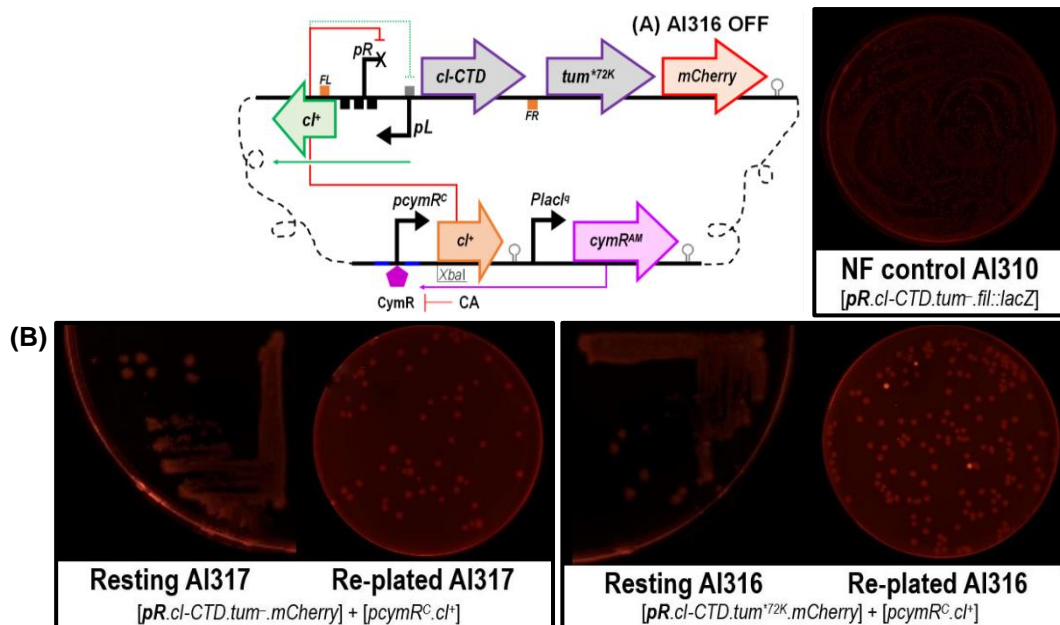 (A) AI316 OFF
pR
cI-CTD
tum*72K
mCherry
FL
FR
cI⁺
pL
pcymRᶜ
PlacIq
cI⁺
cymRᴬᴹ
XbaI
CymR
CA
NF control AI310
[pR.cI-CTD.tum⁻.fil::lacZ]
(B)
Resting AI317
Re-plated AI317
[pR.cI-CTD.tum⁻.mCherry] + [pcymRᶜ.cI⁺]
Resting AI316
Re-plated AI316
[pR.cI-CTD.tum*72K.mCherry] + [pcymRᶜ.cI⁺]